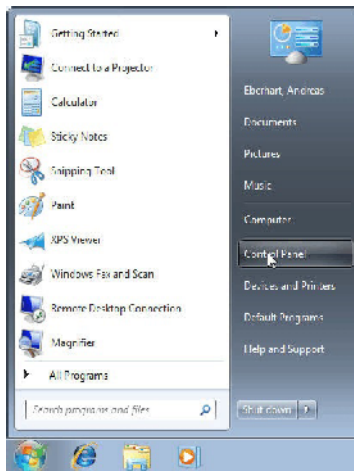 Getting Started
Connect to a Projector
Calculator
Sticky Notes
Snipping Tool
Paint
XPS Viewer
Windows Fax and Scan
Remote Desktop Connection
Magnifier
All Programs
Search programs and files
Eberhart, Andreas
Documents
Pictures
Music
Computer
Control Panel
Devices and Printers
Default Programs
Help and Support
Shut down